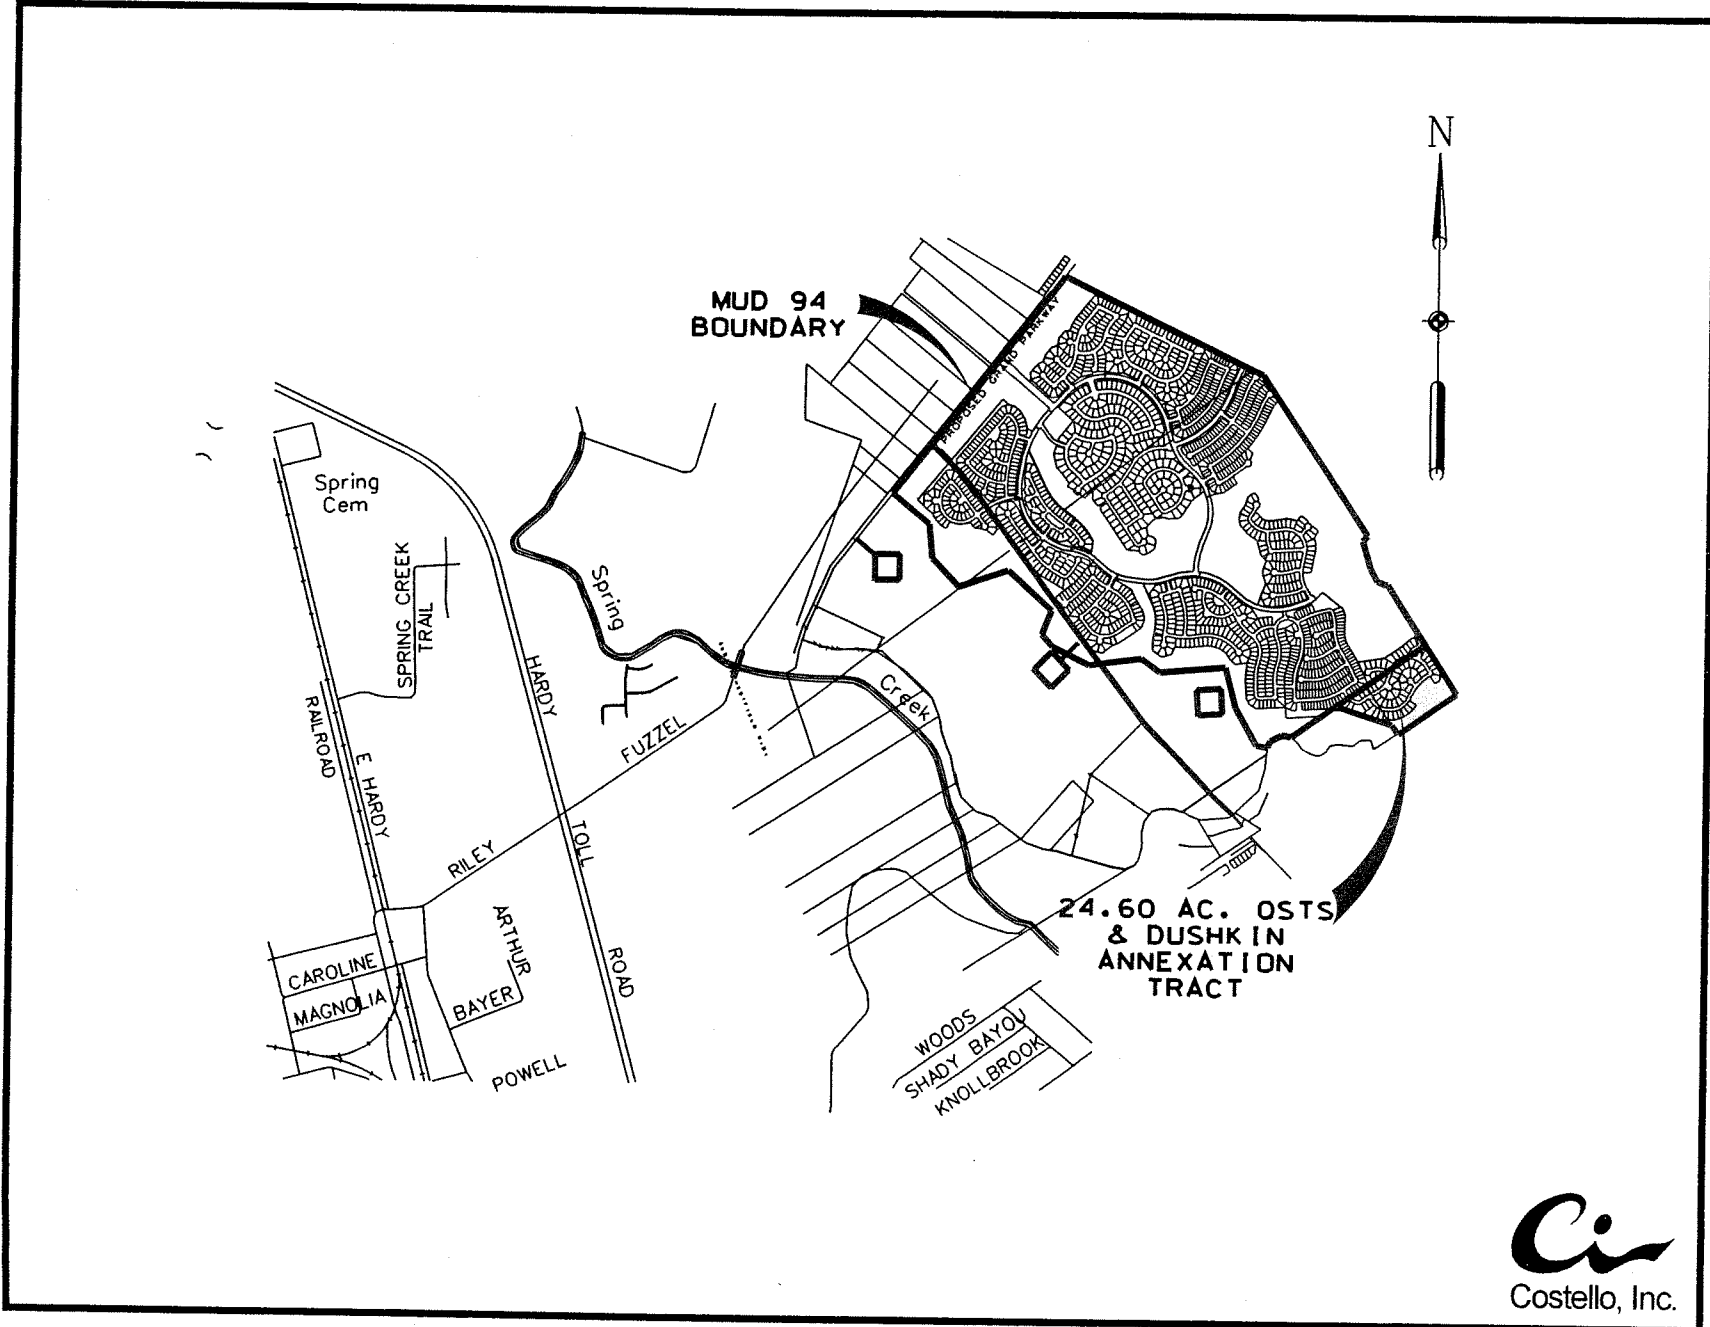 N
MUD 94
BOUNDARY
PROPOSED GRAND PARKWAY
Spring
Cem
SPRING CREEK
TRAIL
Spring
Creek
HARDY
TOLL
ROAD
RAILROAD
E HARDY
FUZZEL
RILEY
ARTHUR
BAYER
CAROLINE
MAGNOLIA
POWELL
24.60 AC. OSTS
& DUSHKIN
ANNEXATION
TRACT
WOODS
SHADY BAYOU
KNOLLBROOK
Ci
Costello, Inc.